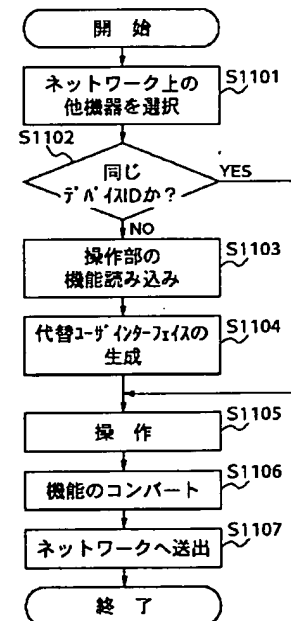 開 始
ネットワーク上の
他機器を選択
S1101
S1102
同じ
ﾃﾞﾊﾞｲｽIDか?
YES
NO
操作部の
機能読み込み
S1103
代替ﾕｰｻﾞｲﾝﾀｰﾌｪｲｽの
生成
S1104
操 作
S1105
機能のコンバート
S1106
ネットワークへ送出
S1107
終 了